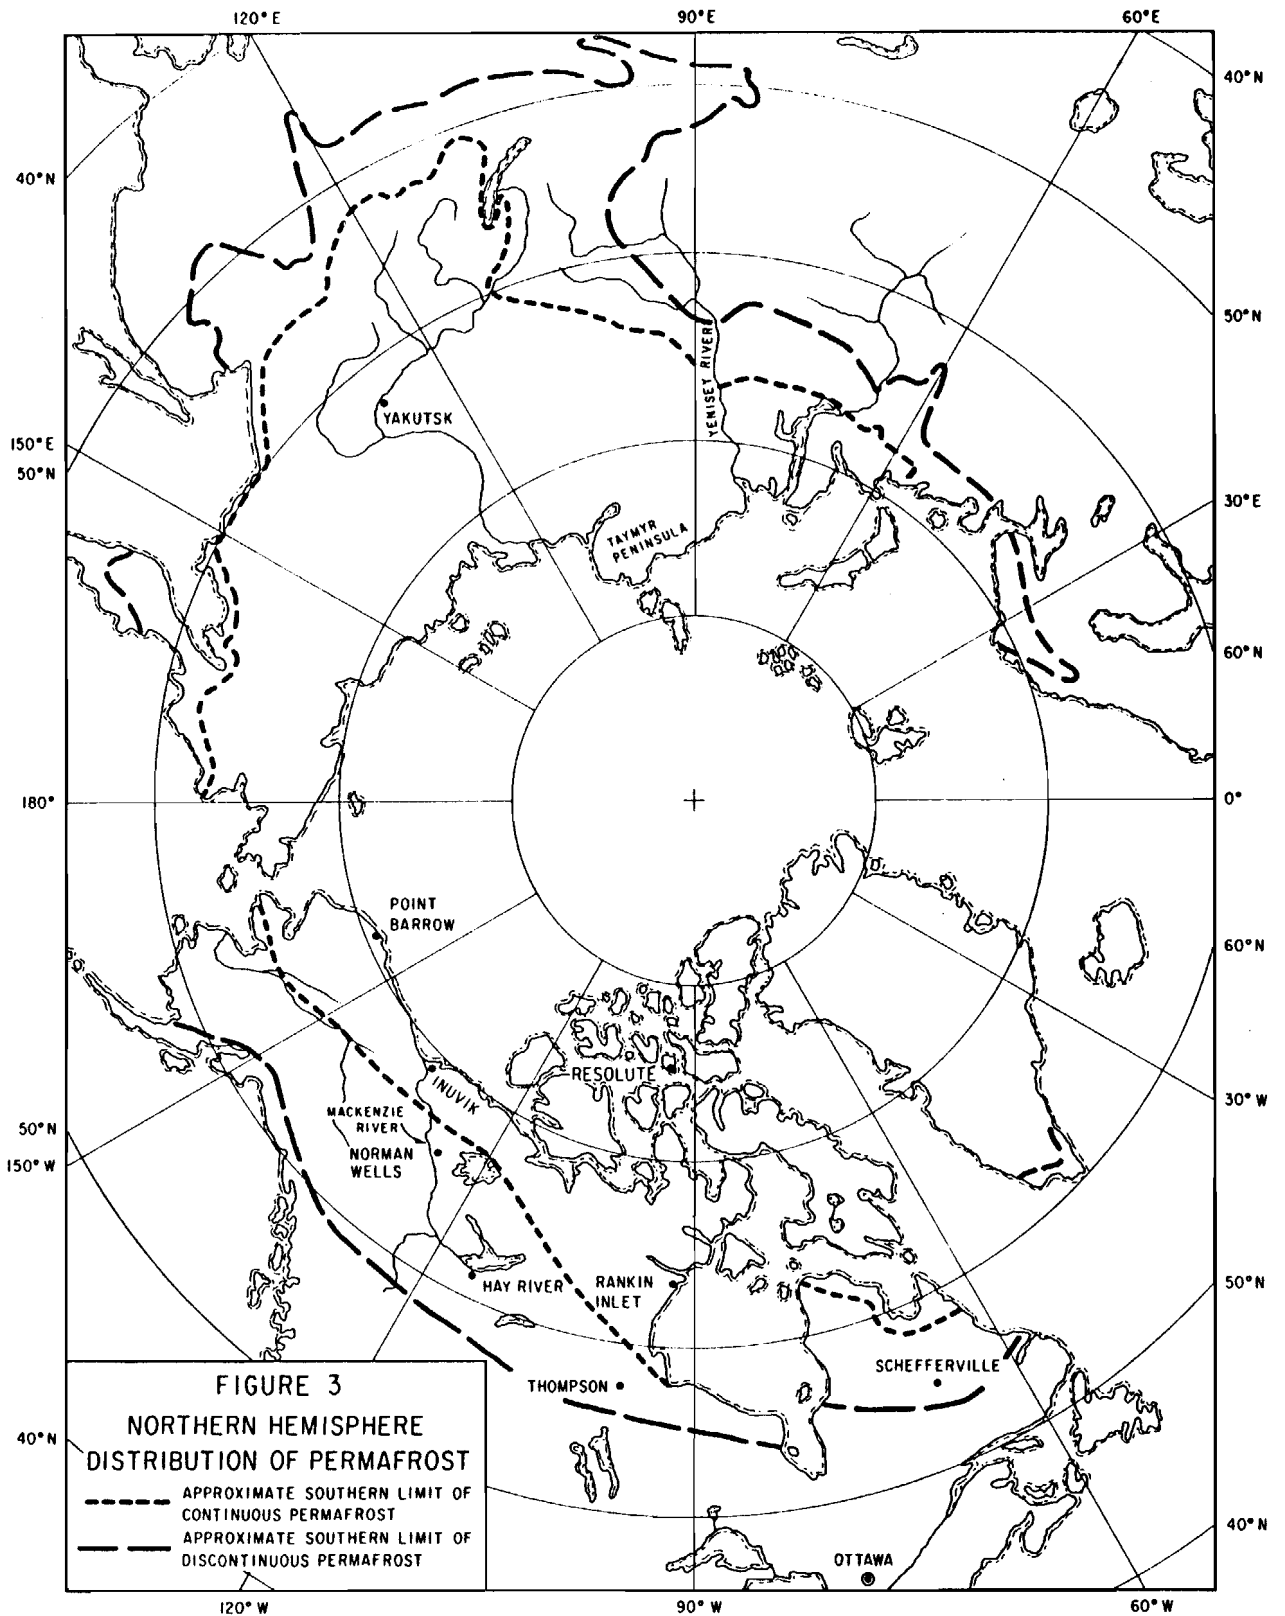 120°E
90°E
60°E
40°N
40°N
50°N
150°E
50°N
YENISEY RIVER
YAKUTSK
30°E
TAYMYR
PENINSULA
60°N
180°
0°
POINT
BARROW
60°N
RESOLUTE
INUVIK
30°W
MACKENZIE
RIVER
50°N
150°W
NORMAN
WELLS
HAY RIVER
RANKIN
INLET
50°N
SCHEFFERVILLE
THOMPSON
FIGURE 3
NORTHERN HEMISPHERE
DISTRIBUTION OF PERMAFROST
APPROXIMATE SOUTHERN LIMIT OF
CONTINUOUS PERMAFROST
APPROXIMATE SOUTHERN LIMIT OF
DISCONTINUOUS PERMAFROST
40°N
40°N
OTTAWA
120°W
90°W
60°W